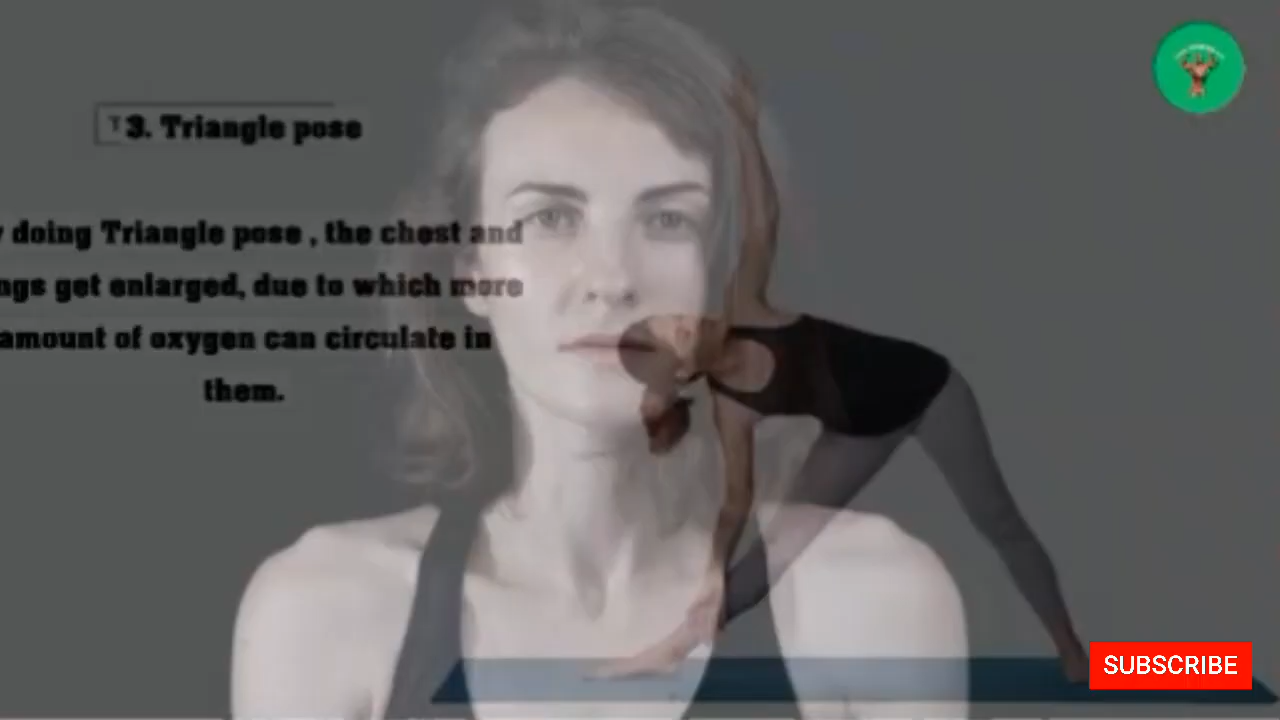 3. Triangle pose
doing Triangle pose , the chest and
get enlarged, due to which more
amount of oxygen can circulate in
them.
SUBSCRIBE